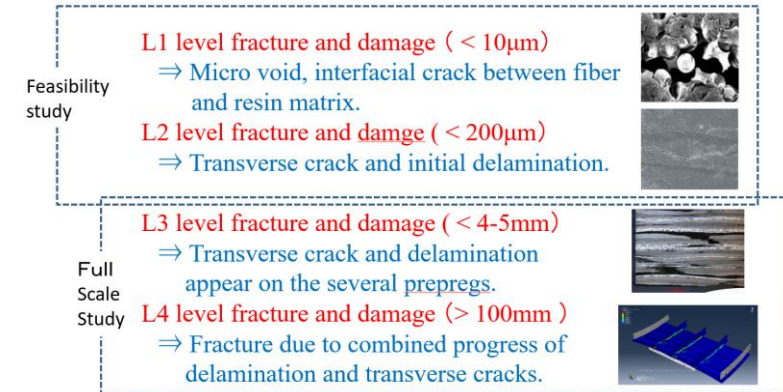 L1 level fracture and damage（ < 10μm）
⇒ Micro void, interfacial crack between fiber
and resin matrix.
L2 level fracture and damge ( < 200μm）
⇒ Transverse crack and initial delamination.
Feasibility
study
L3 level fracture and damage ( < 4-5mm）
⇒ Transverse crack and delamination
appear on the several prepregs.
L4 level fracture and damage（> 100mm ）
⇒ Fracture due to combined progress of
delamination and transverse cracks.
Full
Scale
Study